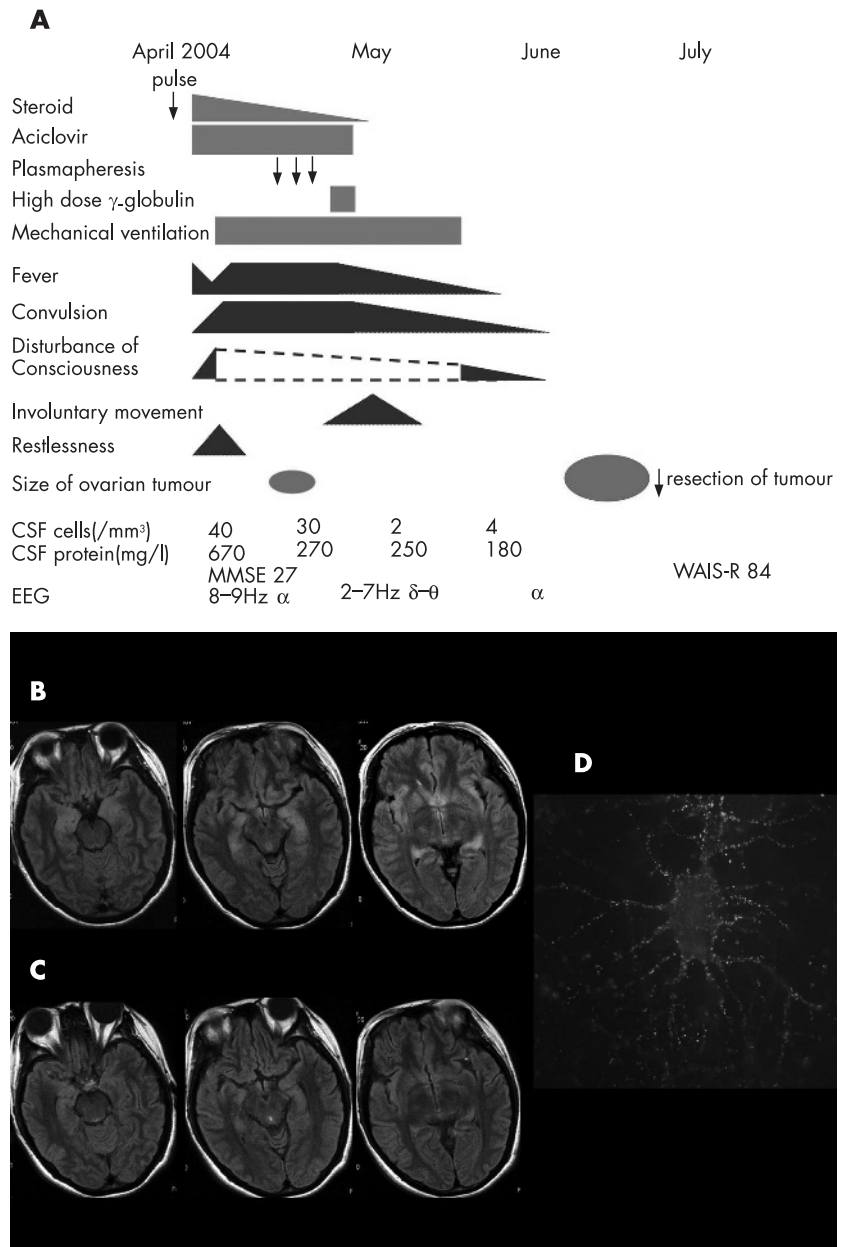 A
April 2004 May June July
pulse
Steroid
Aciclovir
Plasmapheresis
High dose γ-globulin
Mechanical ventilation
Fever
Convulsion
Disturbance of
Consciousness
Involuntary movement
Restlessness
Size of ovarian tumour
resection of tumour
CSF cells(/mm³) 40 30 2 4
CSF protein(mg/l) 670 270 250 180
MMSE 27 WAIS-R 84
EEG 8–9Hz α 2–7Hz δ–θ α
B
D
C